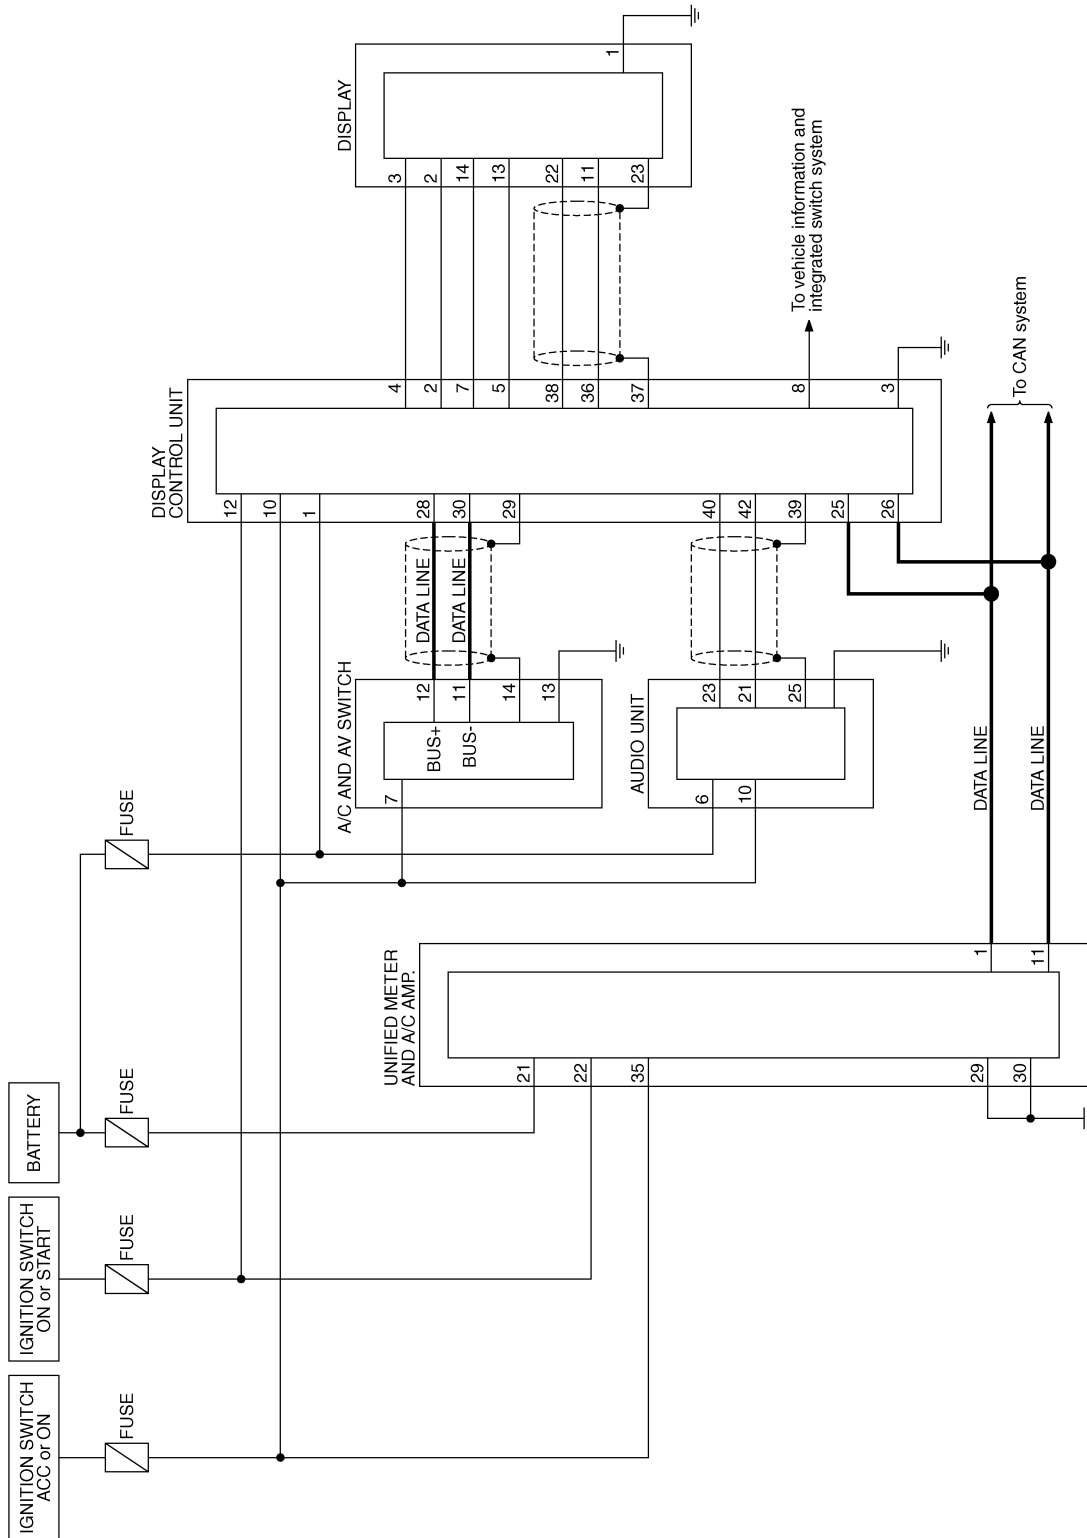 IGNITION SWITCH
ACC or ON
IGNITION SWITCH
ON or START
BATTERY
FUSE
FUSE
FUSE
FUSE
DISPLAY
CONTROL UNIT
12
10
1
28
30
29
40
42
39
25
26
4
2
7
5
38
36
37
8
3
DISPLAY
3
2
14
13
22
11
23
1
To vehicle information and
integrated switch system
To CAN system
DATA LINE
DATA LINE
A/C AND AV SWITCH
12
11
14
13
BUS+
BUS-
7
AUDIO UNIT
23
21
25
6
10
DATA LINE
DATA LINE
UNIFIED METER
AND A/C AMP.
21
22
35
29
30
1
11